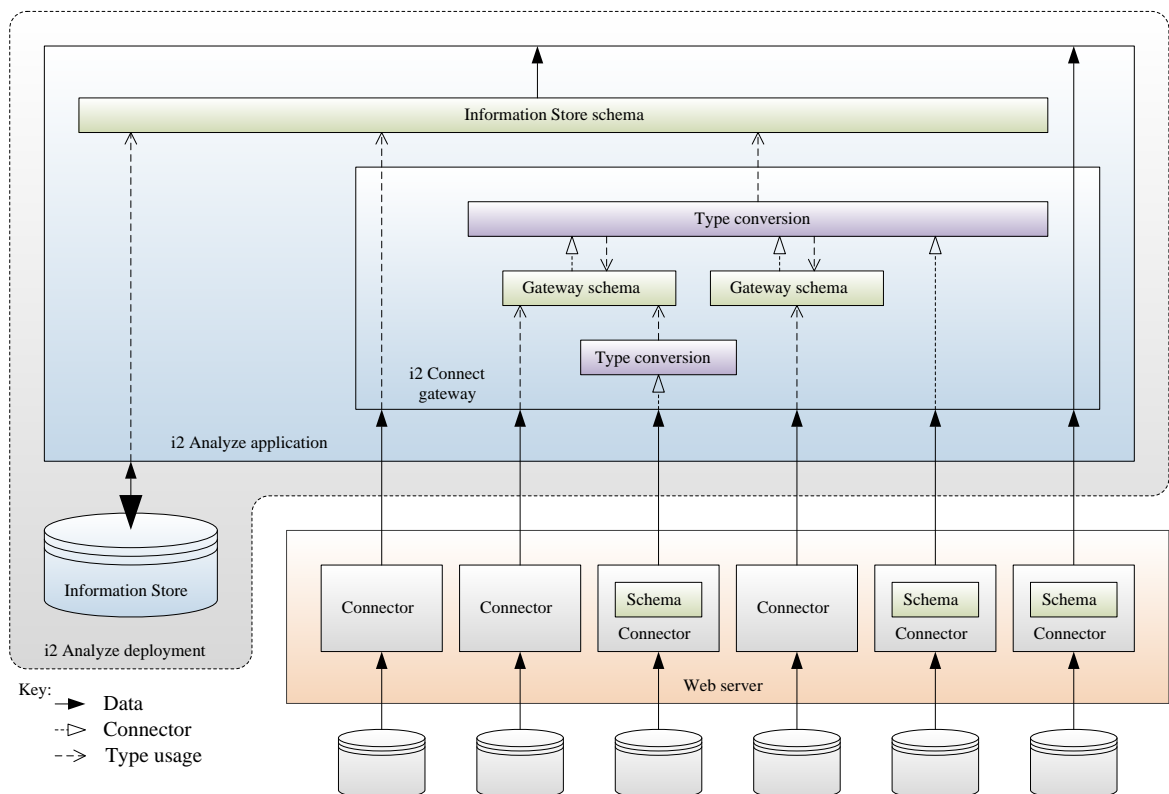 Information Store schema
Type conversion
Gateway schema
Gateway schema
Type conversion
i2 Connect
gateway
i2 Analyze application
Information Store
i2 Analyze deployment
Connector
Connector
Schema
Connector
Connector
Schema
Connector
Schema
Connector
Web server
Key:
Data
Connector
Type usage